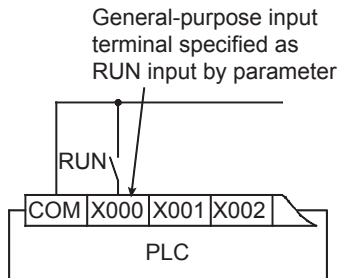 General-purpose input
terminal specified as
RUN input by parameter
RUN
COM X000 X001 X002
PLC